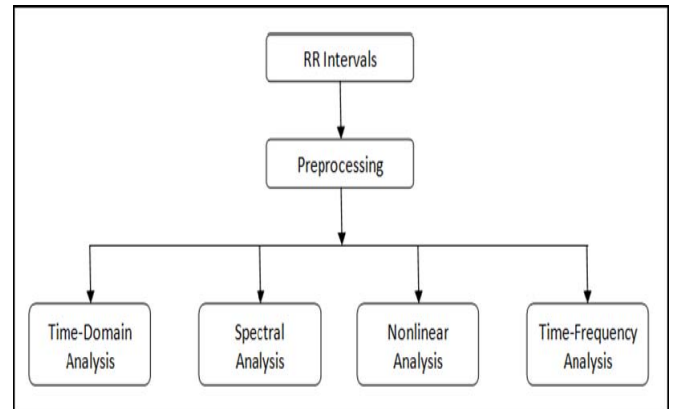 RR Intervals
Preprocessing
Time-Domain
Analysis
Spectral
Analysis
Nonlinear
Analysis
Time-Frequency
Analysis